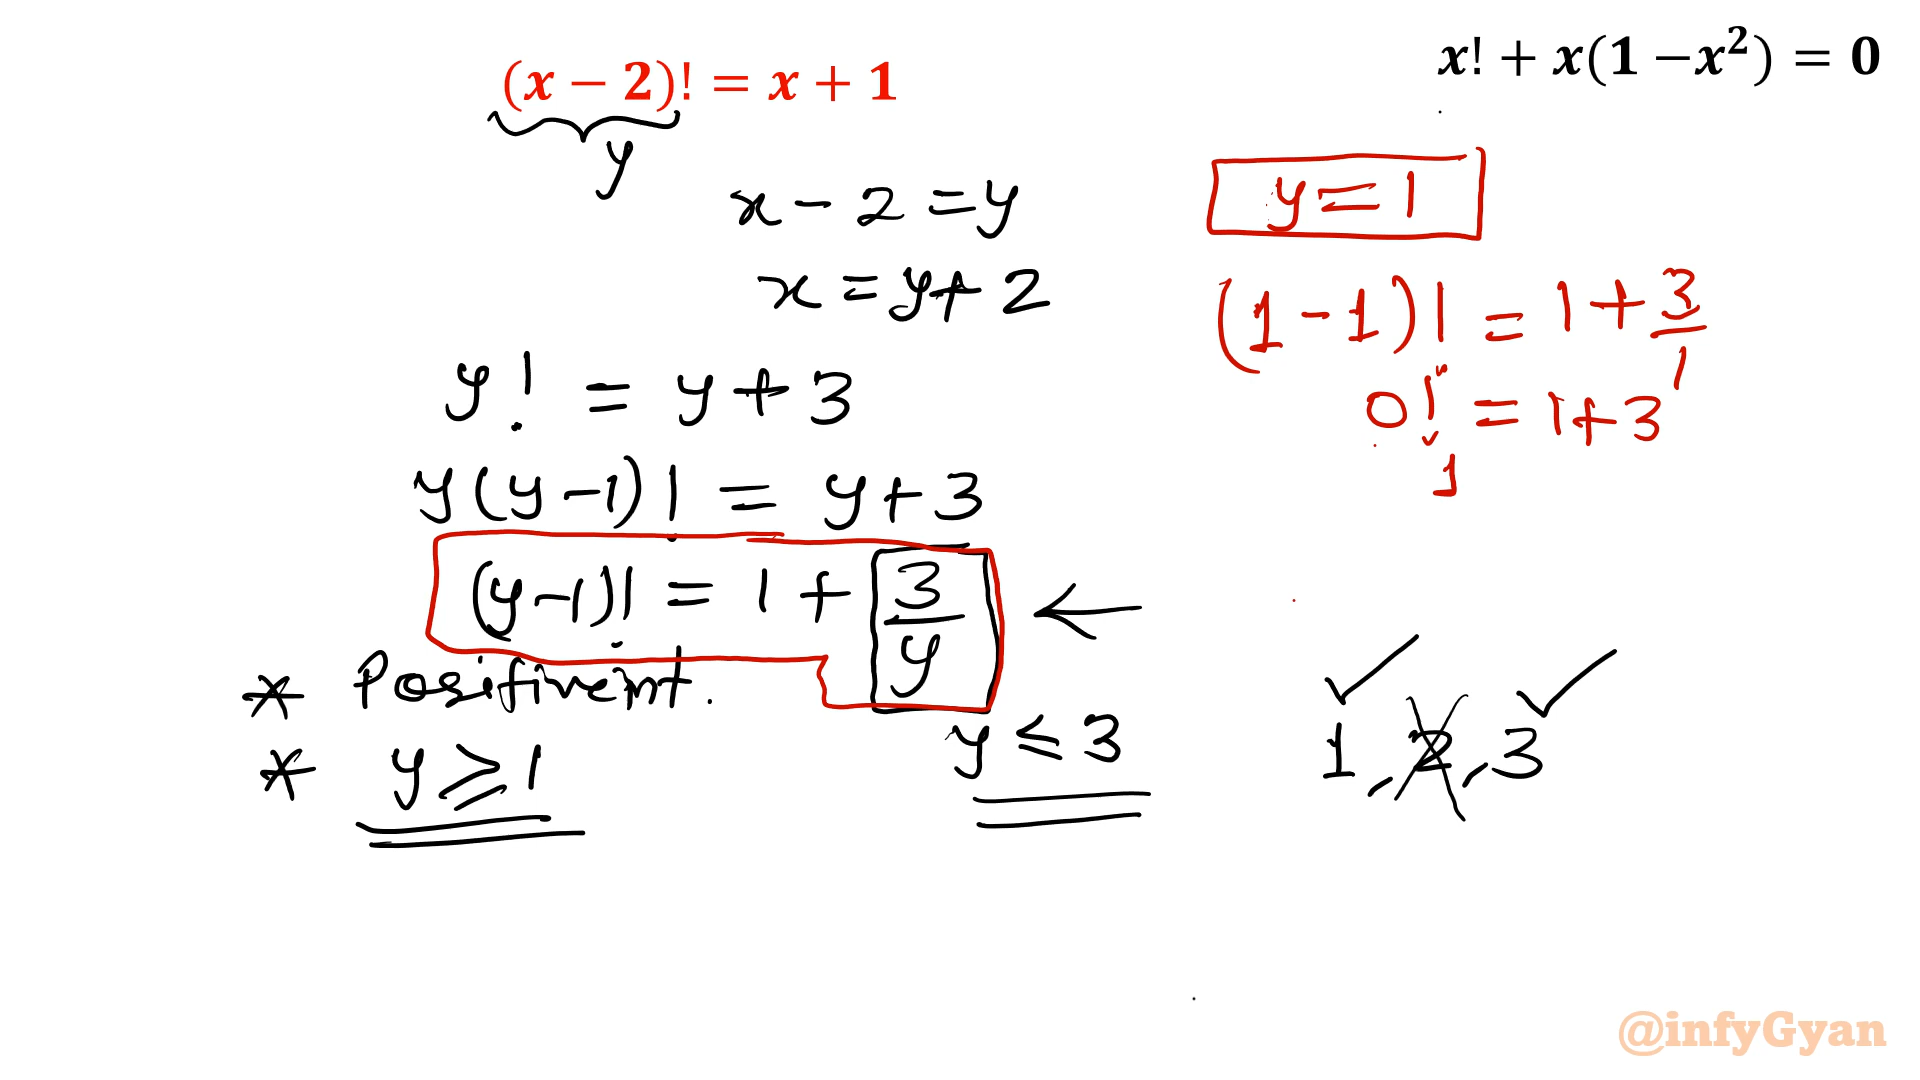 (x − 2)! = x + 1
y
x − 2 = y
x = y + 2
y! = y + 3
y(y−1)! = y + 3
(y−1)! = 1 + 3/y
* Positive int.
* y ⩾ 1
y ≤ 3
x! + x(1 − x²) = 0
y = 1
(1 − 1)! = 1 + 3/1
0! = 1 + 3
1
1, 2, 3
@infyGyan